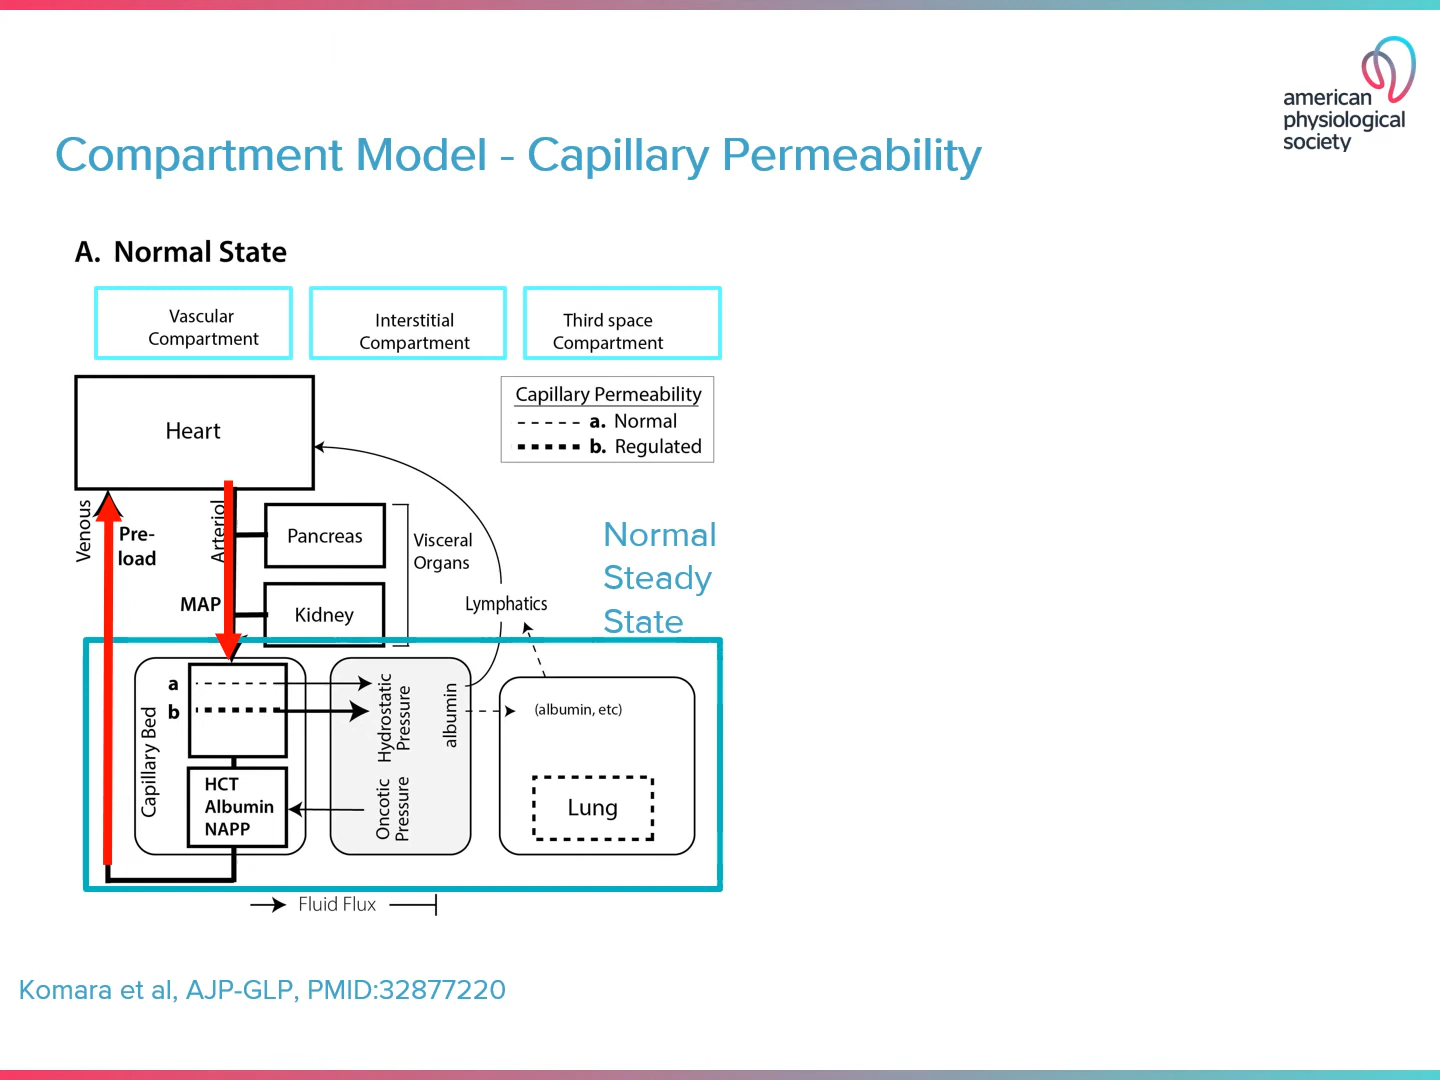 american
physiological
society
Compartment Model - Capillary Permeability
A. Normal State
Vascular
Compartment
Interstitial
Compartment
Third space
Compartment
Heart
Capillary Permeability
a. Normal
b. Regulated
Venous
Pre-
load
Arteriol
Pancreas
Visceral
Organs
MAP
Kidney
Lymphatics
Normal
Steady
State
Capillary Bed
a
b
HCT
Albumin
NAPP
Hydrostatic
Pressure
Oncotic
Pressure
albumin
(albumin, etc)
Lung
Fluid Flux
Komara et al, AJP-GLP, PMID:32877220